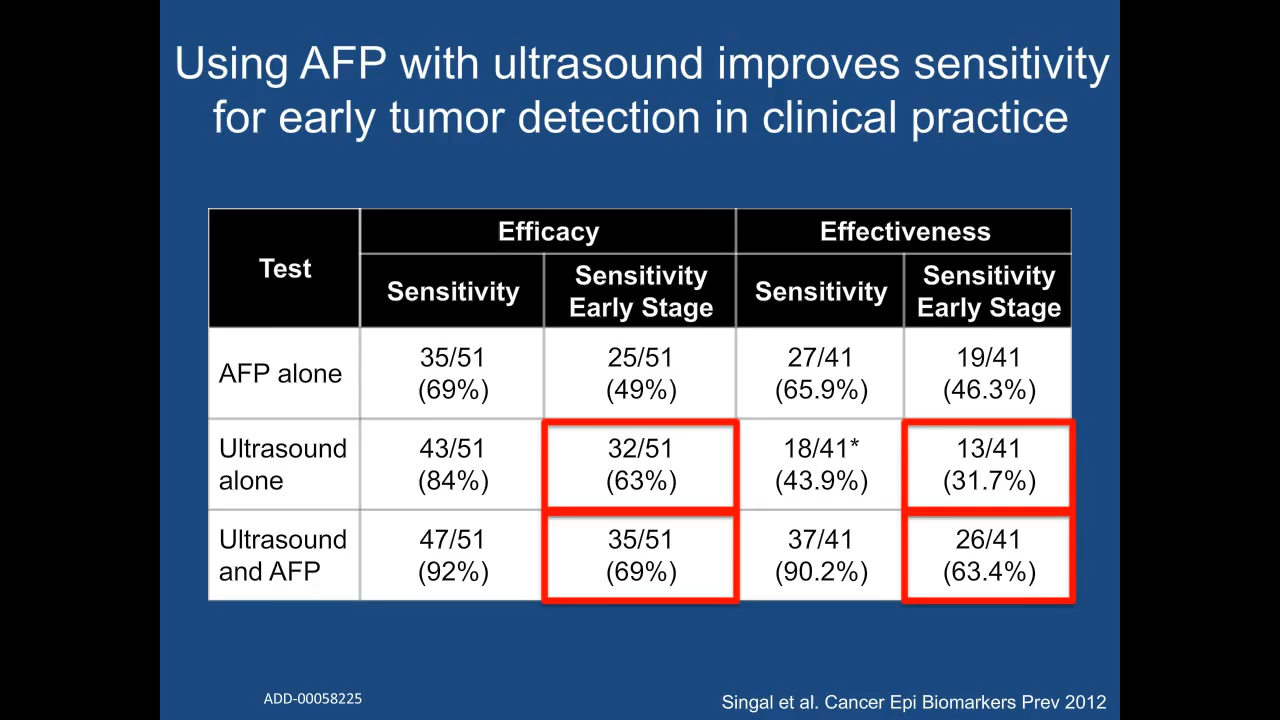 Using AFP with ultrasound improves sensitivity
for early tumor detection in clinical practice
Test
Efficacy
Effectiveness
Sensitivity
Sensitivity
Early Stage
Sensitivity
Sensitivity
Early Stage
AFP alone
35/51
(69%)
25/51
(49%)
27/41
(65.9%)
19/41
(46.3%)
Ultrasound
alone
43/51
(84%)
32/51
(63%)
18/41*
(43.9%)
13/41
(31.7%)
Ultrasound
and AFP
47/51
(92%)
35/51
(69%)
37/41
(90.2%)
26/41
(63.4%)
ADD-00058225
Singal et al. Cancer Epi Biomarkers Prev 2012